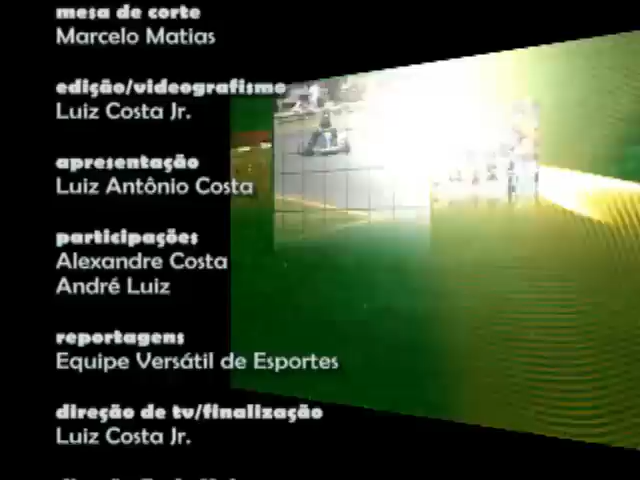 mesa de corte
Marcelo Matias
edição/videografismo
Luiz Costa Jr.
apresentação
Luiz Antônio Costa
participações
Alexandre Costa
André Luiz
reportagens
Equipe Versátil de Esportes
direção de tv/finalização
Luiz Costa Jr.